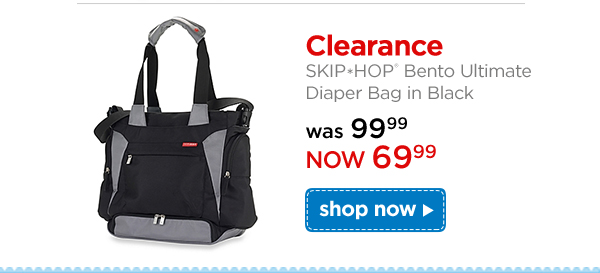 Clearance
SKIP*HOP® Bento Ultimate
Diaper Bag in Black
was 99⁹⁹
NOW 69⁹⁹
shop now ▶